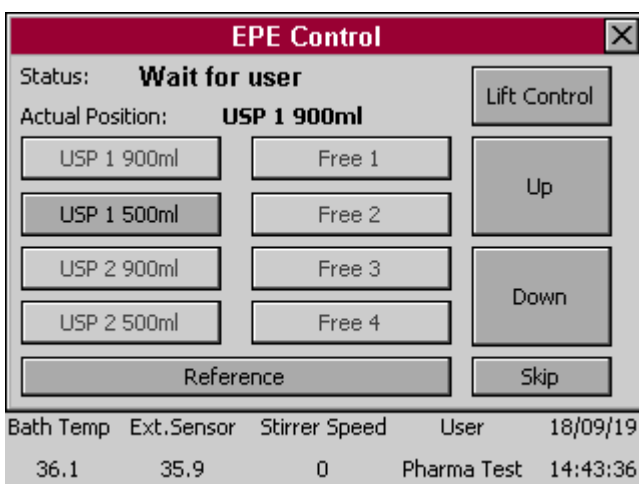 EPE Control
Status: Wait for user
Lift Control
Actual Position: USP 1 900ml
USP 1 900ml Free 1
Up
USP 1 500ml Free 2
USP 2 900ml Free 3
Down
USP 2 500ml Free 4
Reference Skip
Bath Temp Ext.Sensor Stirrer Speed User 18/09/19
36.1 35.9 0 Pharma Test 14:43:36